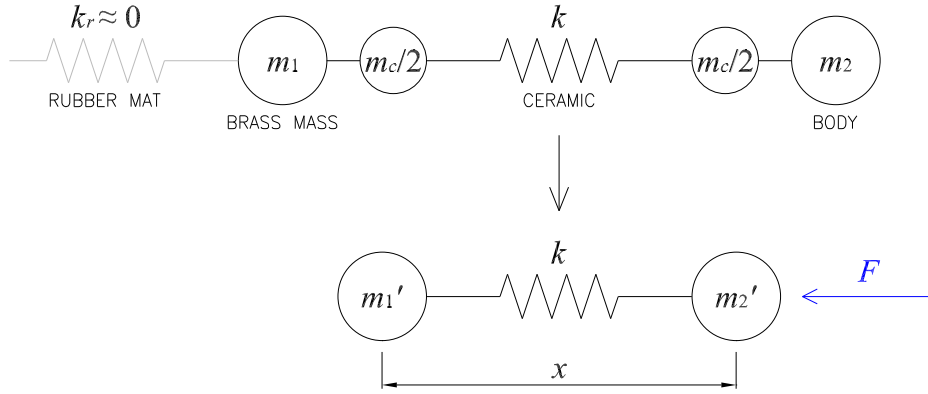 kr ≈ 0
k
m1
mc/2
mc/2
m2
RUBBER MAT
CERAMIC
BRASS MASS
BODY
k
F
m1′
m2′
x